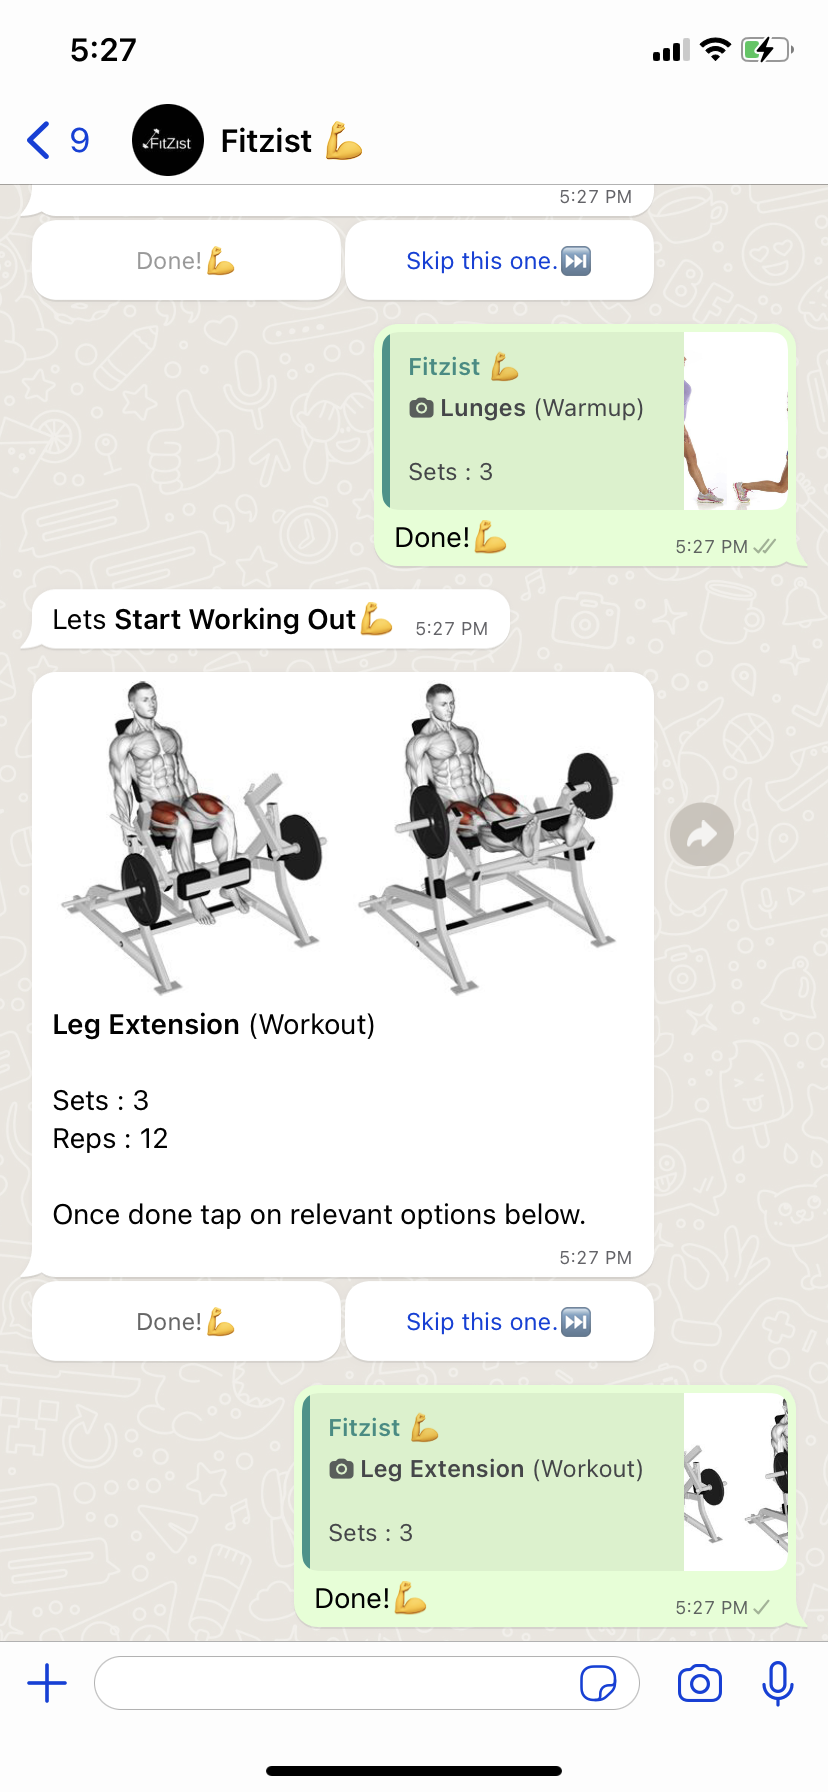 5:27
9
FitZist
Fitzist 💪
5:27 PM
Done!💪
Skip this one.⏭️
Fitzist 💪
Lunges (Warmup)
Sets : 3
Done!💪
5:27 PM
Lets Start Working Out💪
5:27 PM
Leg Extension (Workout)
Sets : 3
Reps : 12
Once done tap on relevant options below.
5:27 PM
Done!💪
Skip this one.⏭️
Fitzist 💪
Leg Extension (Workout)
Sets : 3
Done!💪
5:27 PM